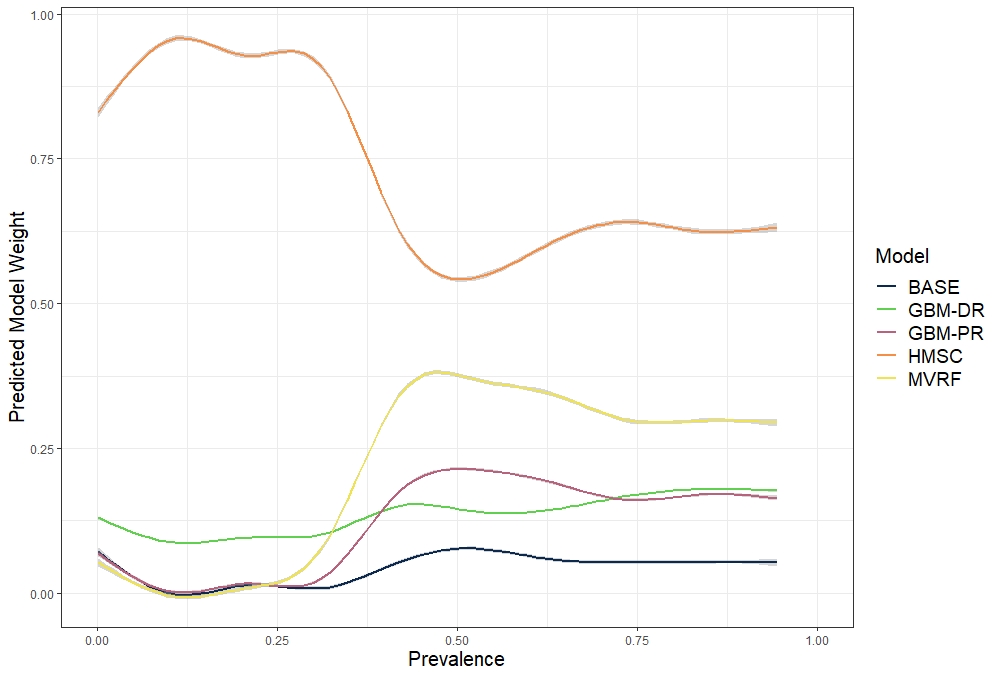 1.00
0.75
0.50
0.25
0.00
Predicted Model Weight
0.00 0.25 0.50 0.75 1.00
Prevalence
Model
BASE
GBM-DR
GBM-PR
HMSC
MVRF